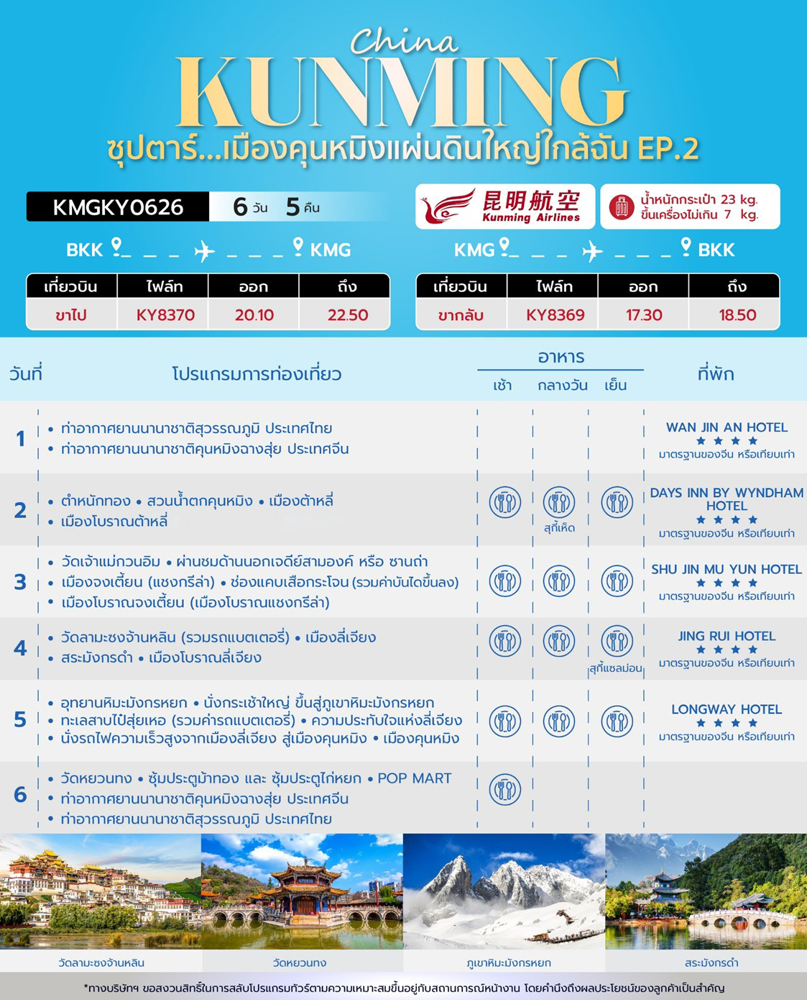 China
KUNMING
ซุปตาร์...เมืองคุนหมิงแผ่นดินใหญ่ใกล้ฉัน EP.2
KMGKY0626 6 วัน 5 คืน
昆明航空
Kunming Airlines
น้ำหนักกระเป๋า 23 kg.
ขึ้นเครื่องไม่เกิน 7 kg.
BKK KMG
เที่ยวบิน ไฟล์ท ออก ถึง
ขาไป KY8370 20.10 22.50
KMG BKK
เที่ยวบิน ไฟล์ท ออก ถึง
ขากลับ KY8369 17.30 18.50
วันที่ โปรแกรมการท่องเที่ยว อาหาร ที่พัก
เช้า กลางวัน เย็น
1
• ท่าอากาศยานนานาชาติสุวรรณภูมิ ประเทศไทย
• ท่าอากาศยานนานาชาติคุนหมิงฉางสุ่ย ประเทศจีน
WAN JIN AN HOTEL
มาตรฐานของจีน หรือเทียบเท่า
2
• ตำหนักทอง • สวนน้ำตกคุนหมิง • เมืองต้าหลี่
• เมืองโบราณต้าหลี่
สุกี้เห็ด
DAYS INN BY WYNDHAM
HOTEL
มาตรฐานของจีน หรือเทียบเท่า
3
• วัดเจ้าแม่กวนอิม • ผ่านชมด้านนอกเจดีย์สามองค์ หรือ ซานถ่า
• เมืองจงเตี้ยน (แชงกรีล่า) • ช่องแคบเสือกระโจน (รวมค่าบันไดขึ้นลง)
• เมืองโบราณจงเตี้ยน (เมืองโบราณแชงกรีล่า)
SHU JIN MU YUN HOTEL
มาตรฐานของจีน หรือเทียบเท่า
4
• วัดลามะซงจ้านหลิน (รวมรถแบตเตอรี่) • เมืองลี่เจียง
• สระมังกรดำ • เมืองโบราณลี่เจียง
สุกี้แซลม่อน
JING RUI HOTEL
มาตรฐานของจีน หรือเทียบเท่า
5
• อุทยานหิมะมังกรหยก • นั่งกระเช้าใหญ่ ขึ้นสู่ภูเขาหิมะมังกรหยก
• ทะเลสาบไป๋สุ่ยเหอ (รวมค่ารถแบตเตอรี่) • ความประทับใจแห่งลี่เจียง
• นั่งรถไฟความเร็วสูงจากเมืองลี่เจียง สู่เมืองคุนหมิง • เมืองคุนหมิง
LONGWAY HOTEL
มาตรฐานของจีน หรือเทียบเท่า
6
• วัดหยวนทง • ซุ้มประตูม้าทอง และ ซุ้มประตูไก่หยก • POP MART
• ท่าอากาศยานนานาชาติคุนหมิงฉางสุ่ย ประเทศจีน
• ท่าอากาศยานนานาชาติสุวรรณภูมิ ประเทศไทย
วัดลามะซงจ้านหลิน วัดหยวนทง ภูเขาหิมะมังกรหยก สระมังกรดำ
*ทางบริษัทฯ ขอสงวนสิทธิ์ในการสลับโปรแกรมทัวร์ตามความเหมาะสมขึ้นอยู่กับสถานการณ์หน้างาน โดยคำนึงถึงผลประโยชน์ของลูกค้าเป็นสำคัญ